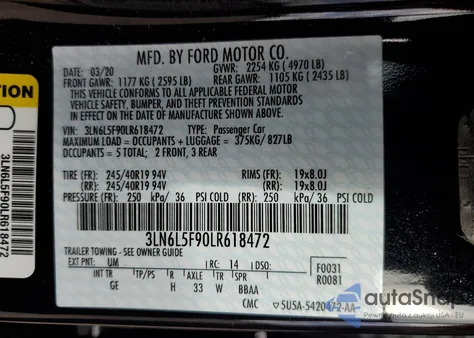 MFD. BY FORD MOTOR CO.
DATE: 03/20 GVWR: 2254 KG ( 4970 LB)
FRONT GAWR: 1177 KG ( 2595 LB) REAR GAWR: 1105 KG ( 2435 LB)
THIS VEHICLE CONFORMS TO ALL APPLICABLE FEDERAL MOTOR
VEHICLE SAFETY, BUMPER, AND THEFT PREVENTION STANDARDS
IN EFFECT ON THE DATE OF MANUFACTURE SHOWN ABOVE.
VIN: 3LN6L5F90LR618472 TYPE: Passenger Car
MAXIMUM LOAD = OCCUPANTS + LUGGAGE = 375KG/ 827LB
OCCUPANTS = 5 TOTAL; 2 FRONT, 3 REAR
TIRE (FR): 245/40R19 94V RIMS (FR): 19x8.0J
(RR): 245/40R19 94V (RR): 19x8.0J
PRESSURE (FR): 250 kPa/ 36 PSI COLD (RR): 250 kPa/ 36 PSI COLD
3LN6L5F90LR618472
TRAILER TOWING - SEE OWNER GUIDE
EXT PNT: UM RC: 14 DSO: F0031
INT TR TP/PS R AXLE TR SPR R0081
GE H 33 W BBAA
CMC 5U5A-5420472-AA
TION
3LN6L5F90LR618472
autoSnap